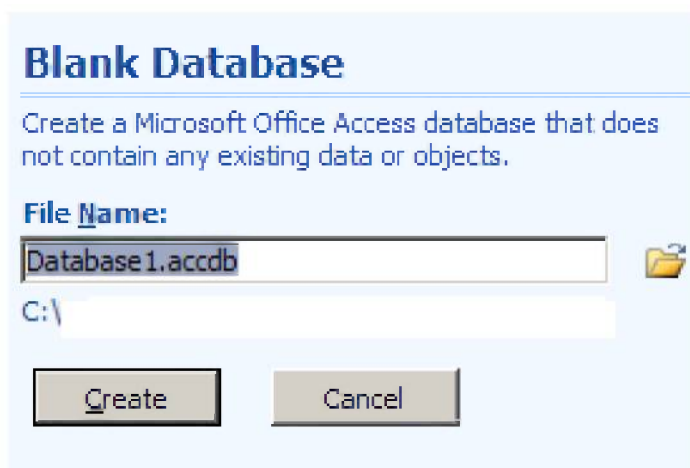 Blank Database
Create a Microsoft Office Access database that does
not contain any existing data or objects.
File Name:
Database1.accdb
C:\
Create Cancel